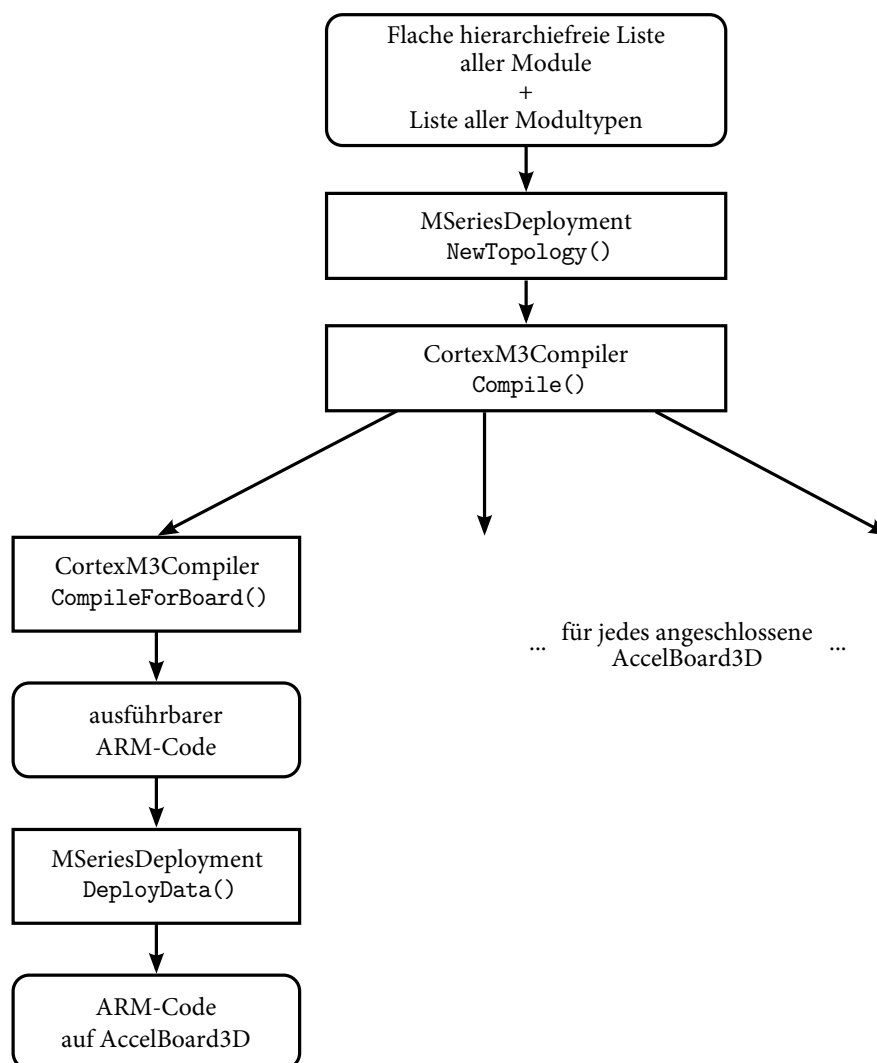 Flache hierarchiefreie Liste
aller Module
+
Liste aller Modultypen
MSeriesDeployment
NewTopology()
CortexM3Compiler
Compile()
CortexM3Compiler
CompileForBoard()
... für jedes angeschlossene ...
AccelBoard3D
ausführbarer
ARM-Code
MSeriesDeployment
DeployData()
ARM-Code
auf AccelBoard3D